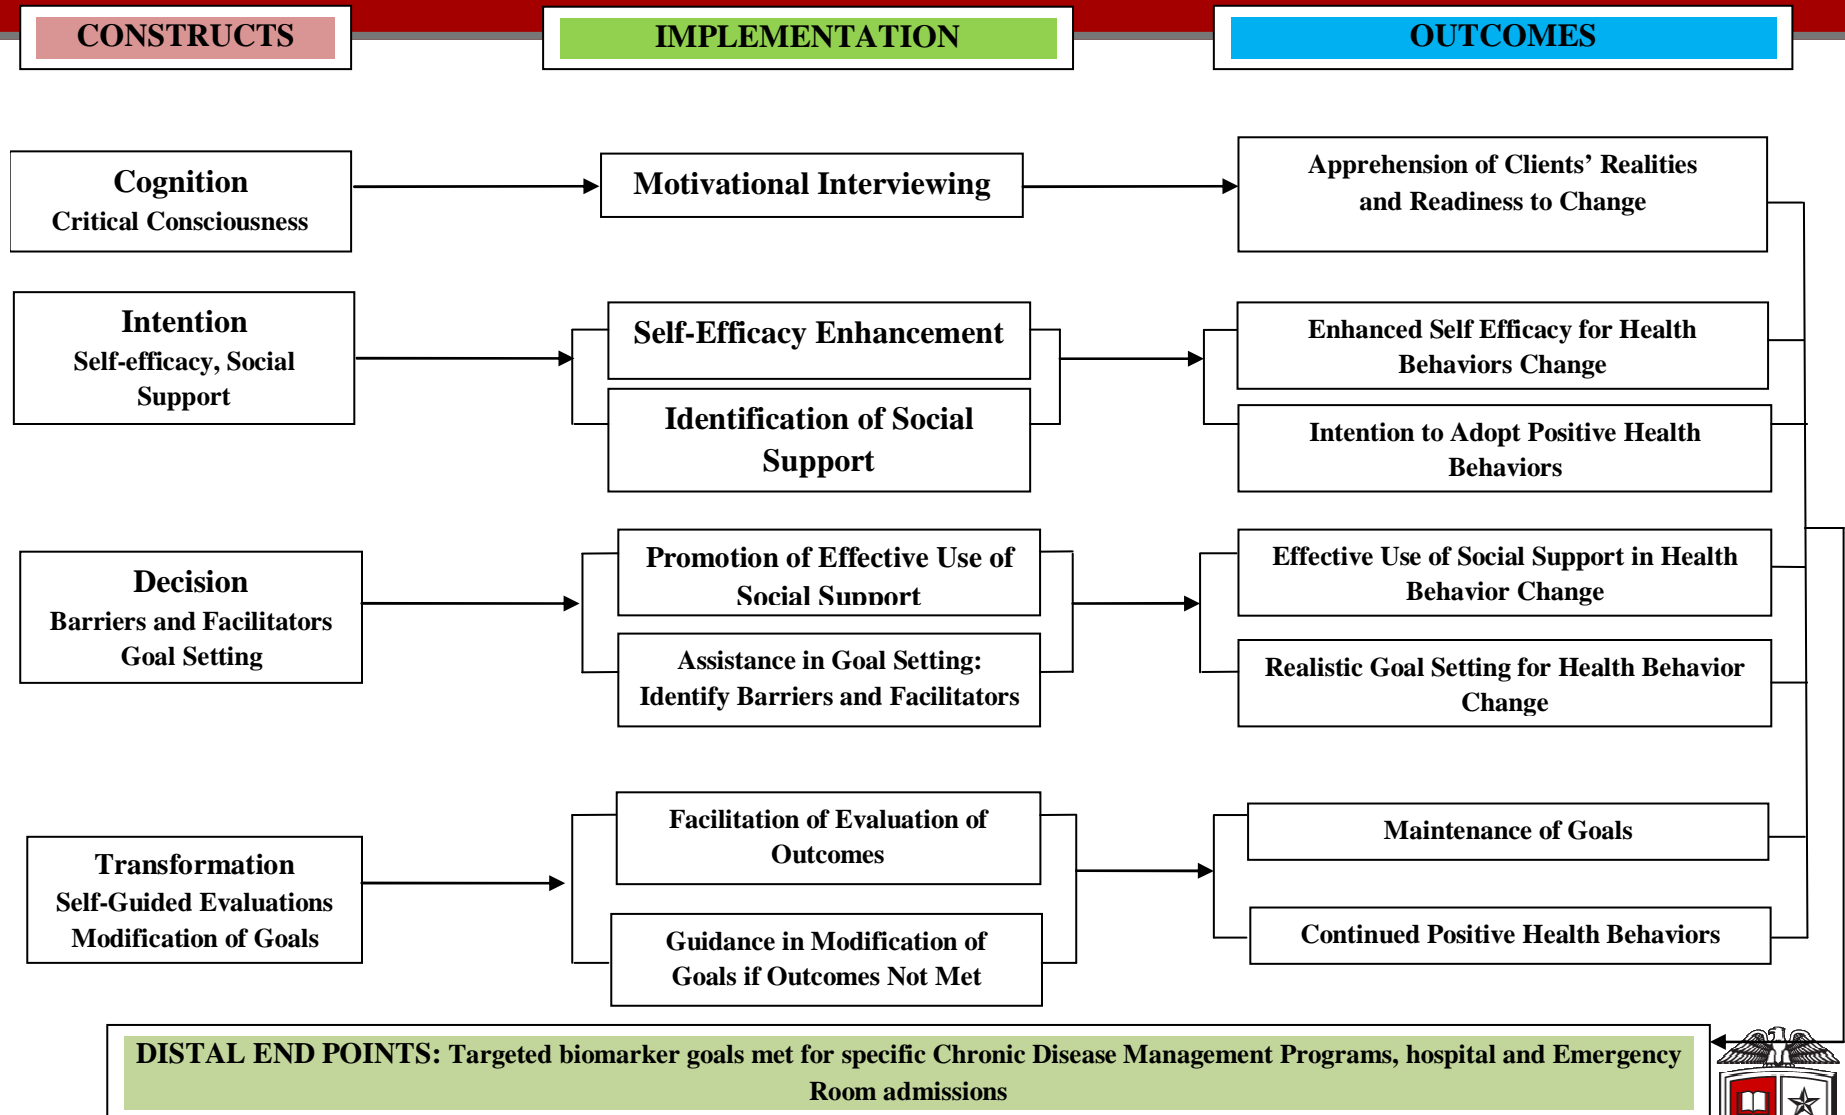 CONSTRUCTS
IMPLEMENTATION
OUTCOMES
Cognition
Critical Consciousness
Motivational Interviewing
Apprehension of Clients’ Realities
and Readiness to Change
Intention
Self-efficacy, Social
Support
Self-Efficacy Enhancement
Identification of Social
Support
Enhanced Self Efficacy for Health
Behaviors Change
Intention to Adopt Positive Health
Behaviors
Decision
Barriers and Facilitators
Goal Setting
Promotion of Effective Use of
Social Support
Assistance in Goal Setting:
Identify Barriers and Facilitators
Effective Use of Social Support in Health
Behavior Change
Realistic Goal Setting for Health Behavior
Change
Transformation
Self-Guided Evaluations
Modification of Goals
Facilitation of Evaluation of
Outcomes
Guidance in Modification of
Goals if Outcomes Not Met
Maintenance of Goals
Continued Positive Health Behaviors
DISTAL END POINTS: Targeted biomarker goals met for specific Chronic Disease Management Programs, hospital and Emergency
Room admissions